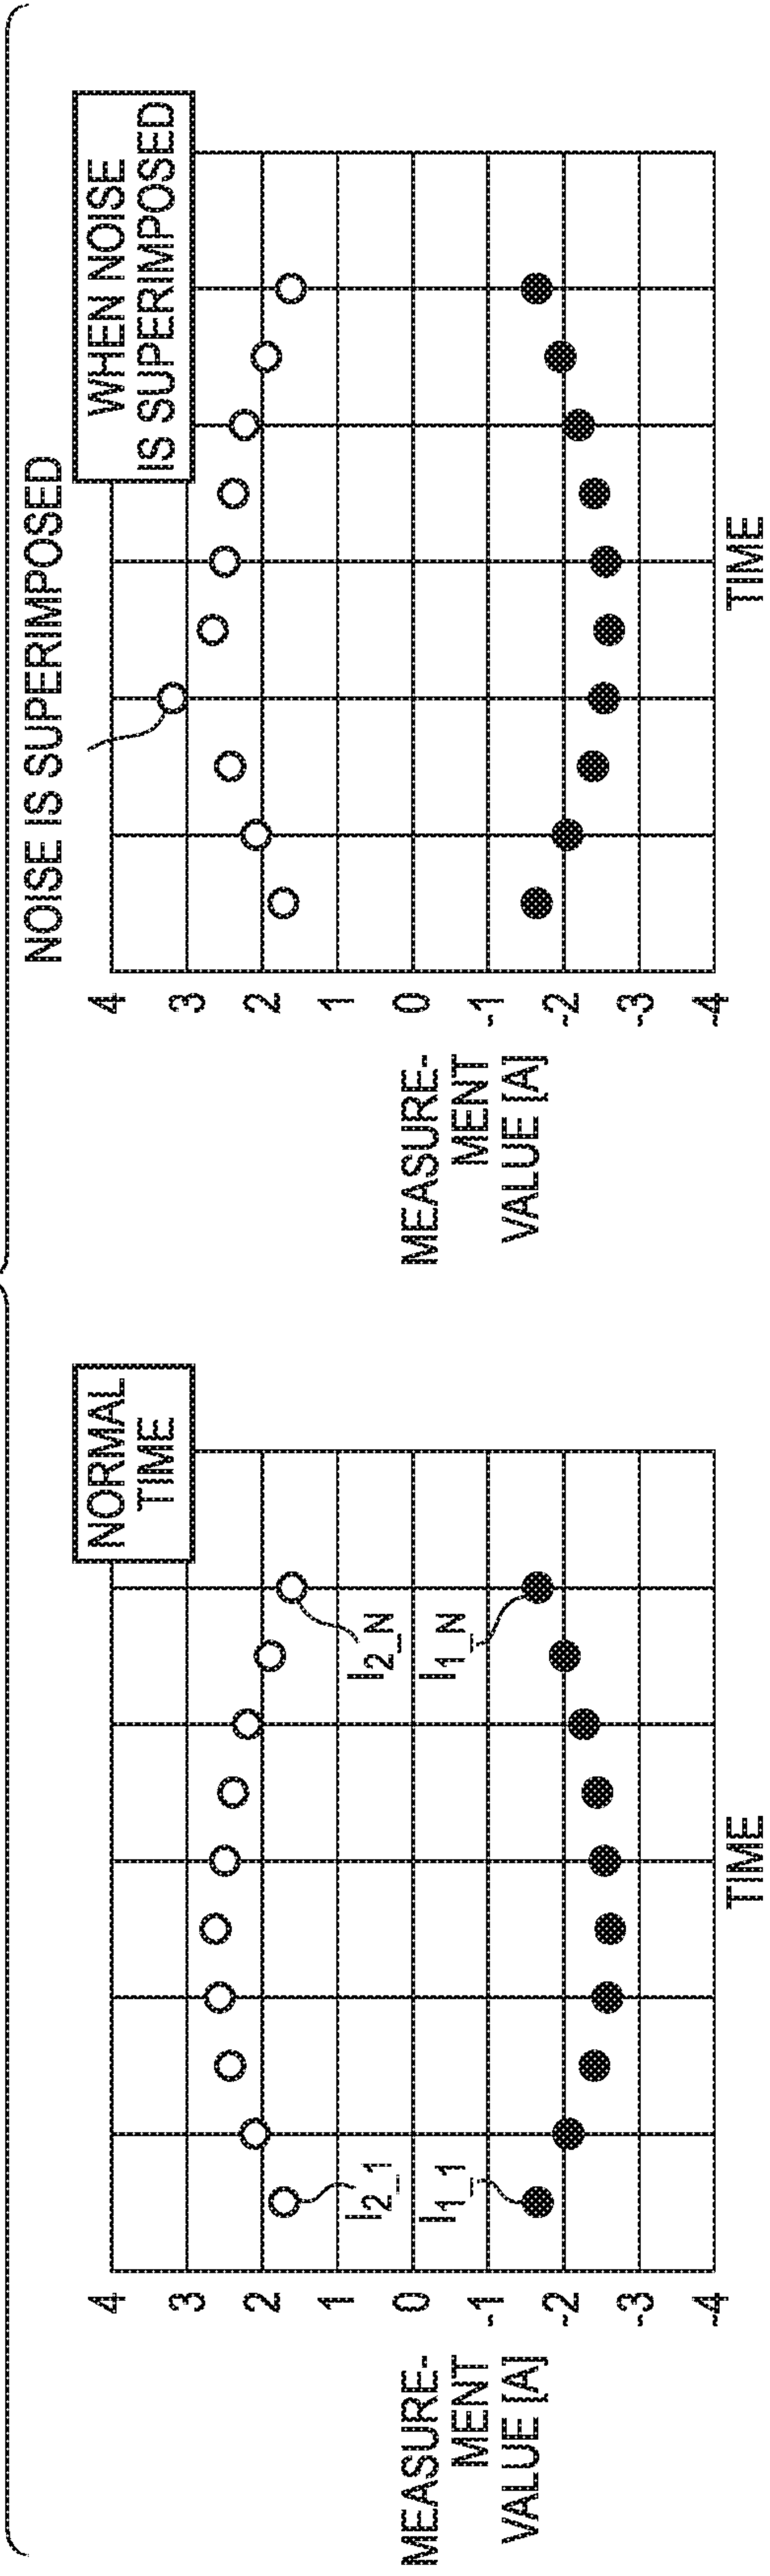 NORMAL
TIME
4
3
2
1
0
-1
-2
-3
-4
MEASURE-
MENT
VALUE [A]
I2_1
I1_1
I2_N
I1_N
TIME
NOISE IS SUPERIMPOSED
WHEN NOISE
IS SUPERIMPOSED
4
3
2
1
0
-1
-2
-3
-4
MEASURE-
MENT
VALUE [A]
TIME